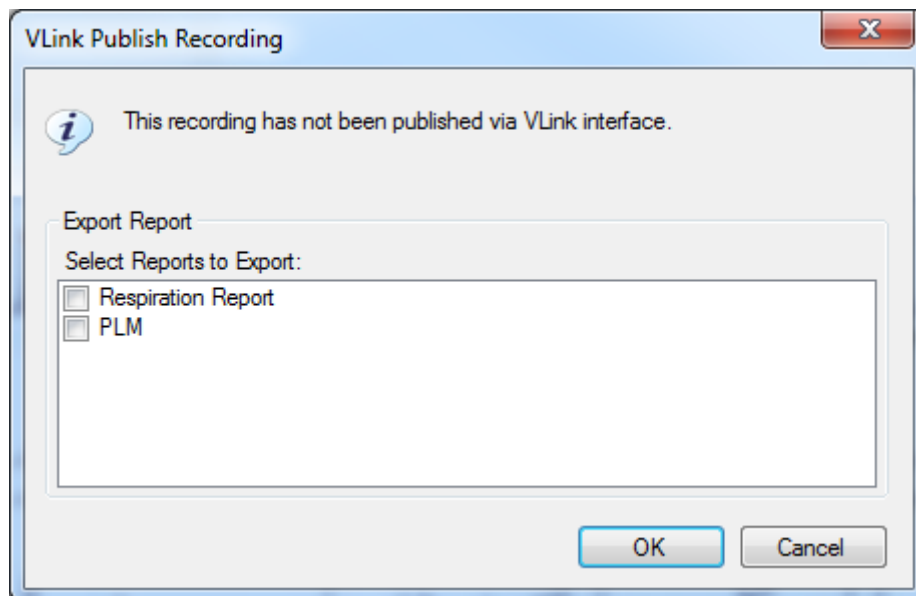 VLink Publish Recording
This recording has not been published via VLink interface.
Export Report
Select Reports to Export:
Respiration Report
PLM
OK Cancel